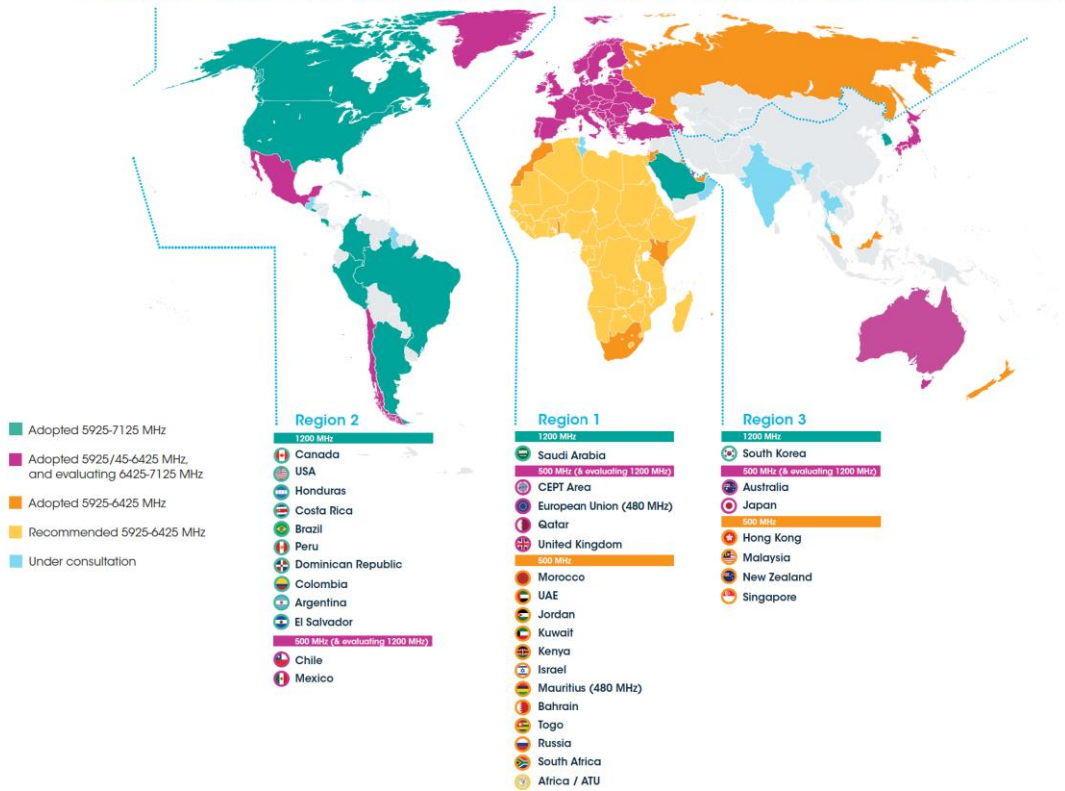 Adopted 5925-7125 MHz
Adopted 5925/45-6425 MHz,
and evaluating 6425-7125 MHz
Adopted 5925-6425 MHz
Recommended 5925-6425 MHz
Under consultation
Region 2
1200 MHz
Canada
USA
Honduras
Costa Rica
Brazil
Peru
Dominican Republic
Colombia
Argentina
El Salvador
500 MHz (& evaluating 1200 MHz)
Chile
Mexico
Region 1
1200 MHz
Saudi Arabia
500 MHz (& evaluating 1200 MHz)
CEPT Area
European Union (480 MHz)
Qatar
United Kingdom
500 MHz
Morocco
UAE
Jordan
Kuwait
Kenya
Israel
Mauritius (480 MHz)
Bahrain
Togo
Russia
South Africa
Africa / ATU
Region 3
1200 MHz
South Korea
500 MHz (& evaluating 1200 MHz)
Australia
Japan
500 MHz
Hong Kong
Malaysia
New Zealand
Singapore